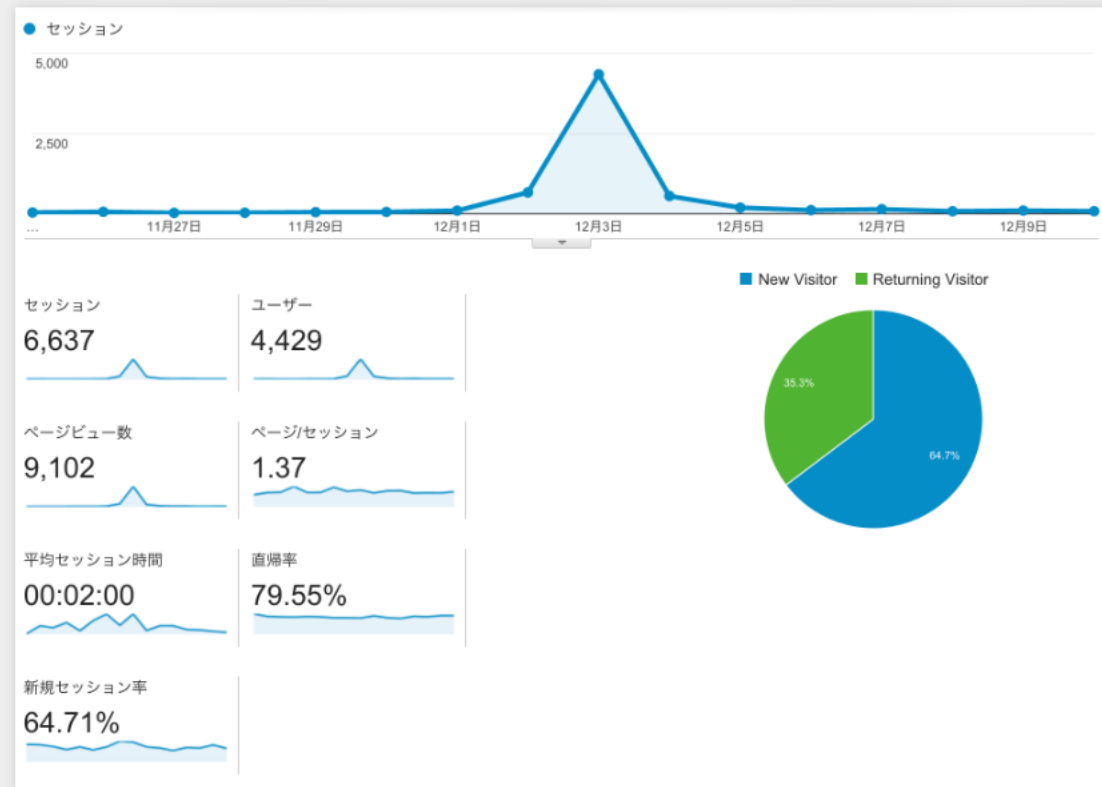 セッション
5,000
2,500
...
11月27日 11月29日 12月1日 12月3日 12月5日 12月7日 12月9日
New Visitor Returning Visitor
セッション ユーザー
6,637 4,429
35.3%
64.7%
ページビュー数 ページ/セッション
9,102 1.37
平均セッション時間 直帰率
00:02:00 79.55%
新規セッション率
64.71%